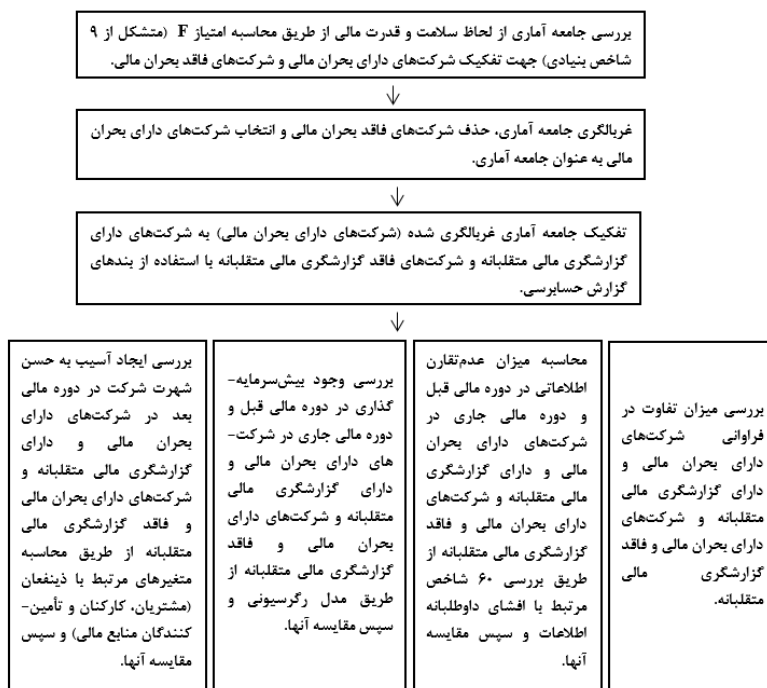 بررسی جامعه آماری از لحاظ سلامت و قدرت مالی از طریق محاسبه امتیاز F (متشکل از ۹
شاخص بنیادی) جهت تفکیک شرکت‌های دارای بحران مالی و شرکت‌های فاقد بحران مالی.
غربالگری جامعه آماری، حذف شرکت‌های فاقد بحران مالی و انتخاب شرکت‌های دارای بحران
مالی به عنوان جامعه آماری.
تفکیک جامعه آماری غربالگری شده (شرکت‌های دارای بحران مالی) به شرکت‌های دارای
گزارشگری مالی متقلبانه و شرکت‌های فاقد گزارشگری مالی متقلبانه با استفاده از بندهای
گزارش حسابرسی.
بررسی میزان تفاوت در
فراوانی شرکت‌های
دارای بحران مالی و
دارای گزارشگری مالی
متقلبانه و شرکت‌های
دارای بحران مالی و فاقد
گزارشگری مالی
متقلبانه.
محاسبه میزان عدم‌تقارن
اطلاعاتی در دوره مالی قبل
و دوره مالی جاری در
شرکت‌های دارای بحران
مالی و دارای گزارشگری
مالی متقلبانه و شرکت‌های
دارای بحران مالی و فاقد
گزارشگری مالی متقلبانه از
طریق بررسی ۶۰ شاخص
مرتبط با افشای داوطلبانه
اطلاعات و سپس مقایسه
آنها.
بررسی وجود بیش‌سرمایه-
گذاری در دوره مالی قبل و
دوره مالی جاری در شرکت-
های دارای بحران مالی و
دارای گزارشگری مالی
متقلبانه و شرکت‌های دارای
بحران مالی و فاقد
گزارشگری مالی متقلبانه از
طریق مدل رگرسیونی و
سپس مقایسه آنها.
بررسی ایجاد آسیب به حسن
شهرت شرکت در دوره مالی
بعد در شرکت‌های دارای
بحران مالی و دارای
گزارشگری مالی متقلبانه و
شرکت‌های دارای بحران مالی
و فاقد گزارشگری مالی
متقلبانه از طریق محاسبه
متغیرهای مرتبط با ذینفعان
(مشتریان، کارکنان و تأمین-
کنندگان منابع مالی) و سپس
مقایسه آنها.